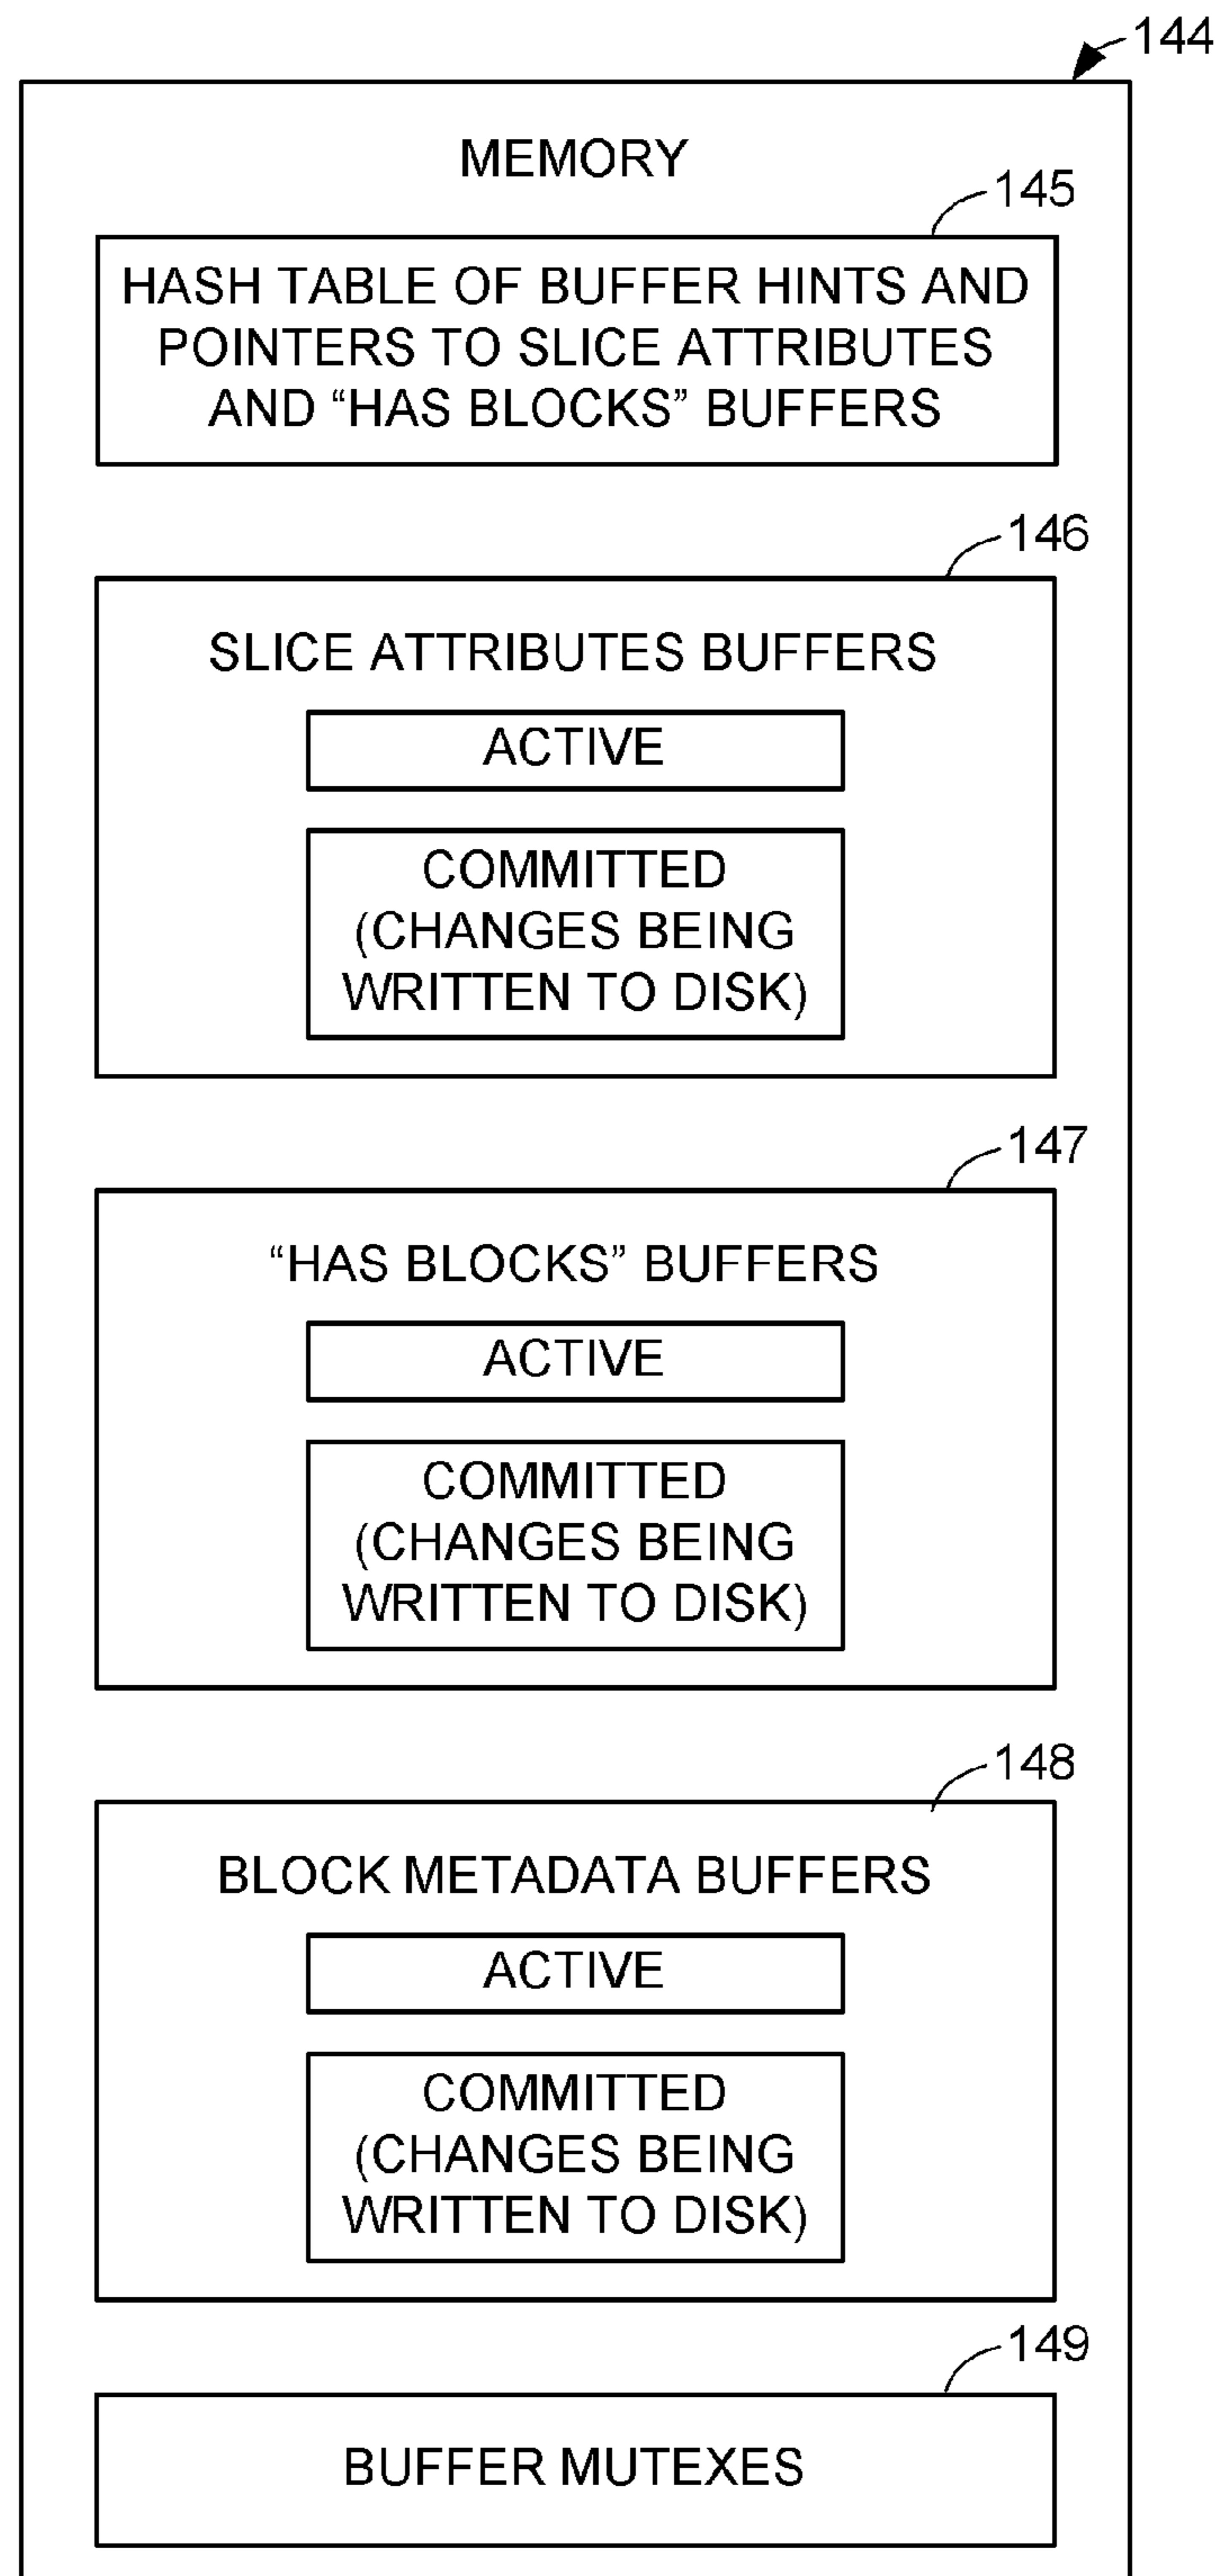 144
MEMORY
145
HASH TABLE OF BUFFER HINTS AND
POINTERS TO SLICE ATTRIBUTES
AND “HAS BLOCKS” BUFFERS
146
SLICE ATTRIBUTES BUFFERS
ACTIVE
COMMITTED
(CHANGES BEING
WRITTEN TO DISK)
147
“HAS BLOCKS” BUFFERS
ACTIVE
COMMITTED
(CHANGES BEING
WRITTEN TO DISK)
148
BLOCK METADATA BUFFERS
ACTIVE
COMMITTED
(CHANGES BEING
WRITTEN TO DISK)
149
BUFFER MUTEXES